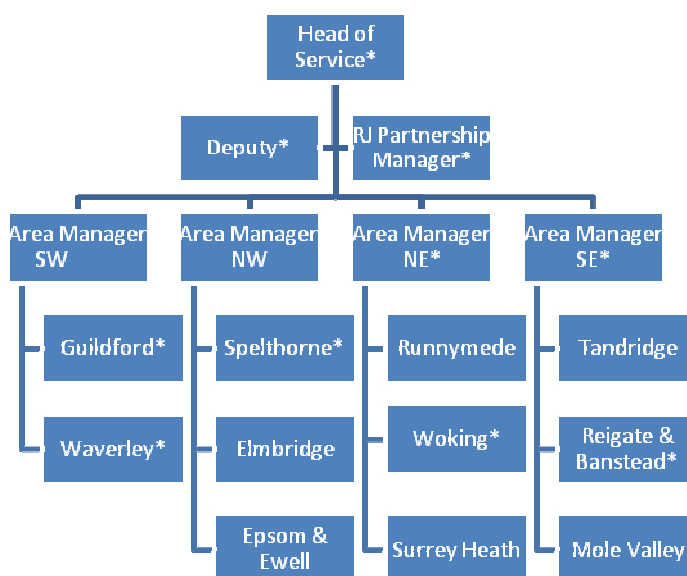 Head of
Service*
Deputy*
RJ Partnership
Manager*
Area Manager
SW
Area Manager
NW
Area Manager
NE*
Area Manager
SE*
Guildford*
Spelthorne*
Runnymede
Tandridge
Waverley*
Elmbridge
Woking*
Reigate &
Banstead*
Epsom &
Ewell
Surrey Heath
Mole Valley